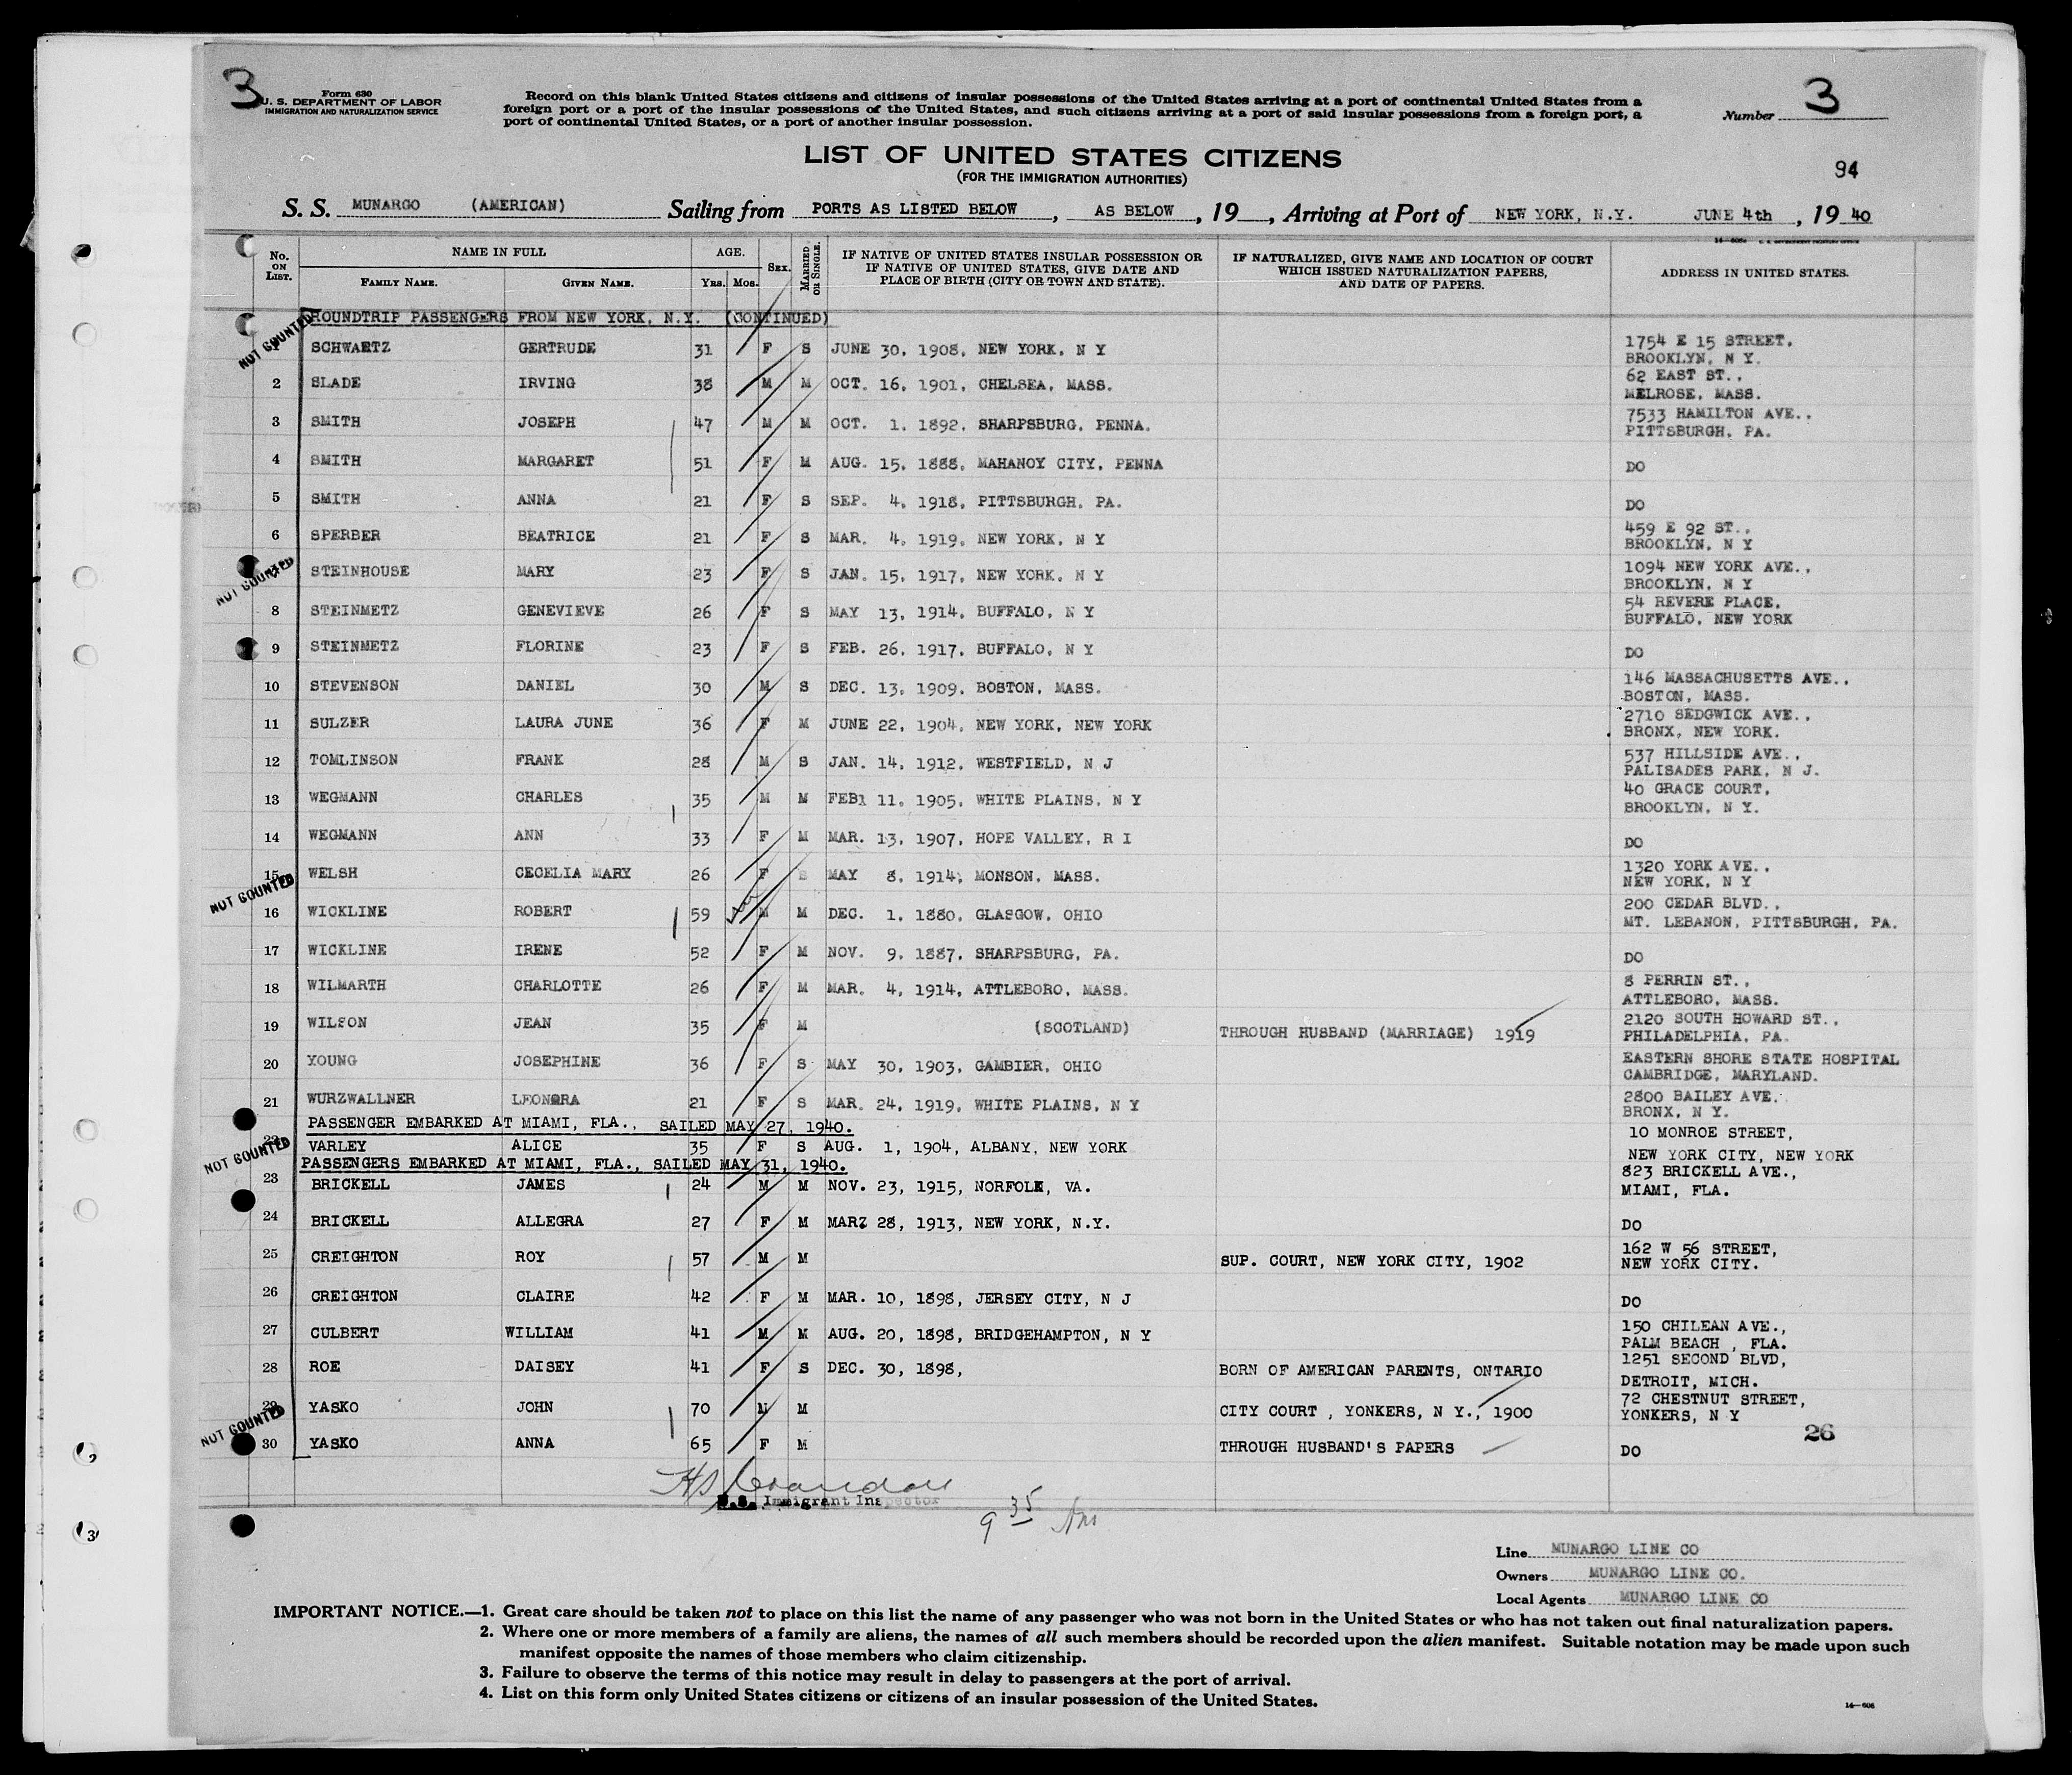 3
Form 630
U. S. DEPARTMENT OF LABOR
IMMIGRATION AND NATURALIZATION SERVICE
Record on this blank United States citizens and citizens of insular possessions of the United States arriving at a port of continental United States from a
foreign port or a port of the insular possessions of the United States, and such citizens arriving at a port of said insular possessions from a foreign port, a
port of continental United States, or a port of another insular possession.
Number 3
LIST OF UNITED STATES CITIZENS
(FOR THE IMMIGRATION AUTHORITIES)
94
S. S. MUNARGO (AMERICAN) Sailing from PORTS AS LISTED BELOW, AS BELOW, 19 , Arriving at Port of NEW YORK, N.Y. JUNE 4th, 19 40
No. ON LIST. NAME IN FULL FAMILY NAME. GIVEN NAME. AGE. YRS. MOS. SEX. MARRIED OR SINGLE. IF NATIVE OF UNITED STATES INSULAR POSSESSION OR IF NATIVE OF UNITED STATES, GIVE DATE AND PLACE OF BIRTH (CITY OR TOWN AND STATE). IF NATURALIZED, GIVE NAME AND LOCATION OF COURT WHICH ISSUED NATURALIZATION PAPERS, AND DATE OF PAPERS. ADDRESS IN UNITED STATES.
ROUNDTRIP PASSENGERS FROM NEW YORK, N.Y. (CONTINUED)
NOT COUNTED
1 SCHWARTZ GERTRUDE 31 F S JUNE 30, 1908, NEW YORK, N Y 1754 E 15 STREET,
BROOKLYN, N Y.
2 SLADE IRVING 38 M M OCT. 16, 1901, CHELSEA, MASS. 62 EAST ST.,
MELROSE, MASS.
3 SMITH JOSEPH 47 M M OCT. 1, 1892, SHARPSBURG, PENNA. 7533 HAMILTON AVE.,
PITTSBURGH, PA.
4 SMITH MARGARET 51 F M AUG. 15, 1888, MAHANOY CITY, PENNA DO
5 SMITH ANNA 21 F S SEP. 4, 1918, PITTSBURGH, PA. DO
6 SPERBER BEATRICE 21 F S MAR. 4, 1919, NEW YORK, N Y 459 E 92 ST.,
BROOKLYN, N Y
NOT COUNTED
STEINHOUSE MARY 23 F S JAN. 15, 1917, NEW YORK, N Y 1094 NEW YORK AVE.,
BROOKLYN, N Y
8 STEINMETZ GENEVIEVE 26 F S MAY 13, 1914, BUFFALO, N Y 54 REVERE PLACE,
BUFFALO, NEW YORK
9 STEINMETZ FLORINE 23 F S FEB. 26, 1917, BUFFALO, N Y DO
10 STEVENSON DANIEL 30 M S DEC. 13, 1909, BOSTON, MASS. 146 MASSACHUSETTS AVE.,
BOSTON, MASS.
11 SULZER LAURA JUNE 36 F M JUNE 22, 1904, NEW YORK, NEW YORK 2710 SEDGWICK AVE.,
BRONX, NEW YORK.
12 TOMLINSON FRANK 28 M S JAN. 14, 1912, WESTFIELD, N J 537 HILLSIDE AVE.,
PALISADES PARK, N J.
13 WEGMANN CHARLES 35 M M FEB1 11, 1905, WHITE PLAINS, N Y 40 GRACE COURT,
BROOKLYN, N Y.
14 WEGMANN ANN 33 F M MAR. 13, 1907, HOPE VALLEY, R I DO
15 WELSH CECELIA MARY 26 F S MAY 8, 1914, MONSON, MASS. 1320 YORK AVE.,
NEW YORK, N Y
NOT COUNTED
16 WICKLINE ROBERT 59 M M DEC. 1, 1880, GLASGOW, OHIO 200 CEDAR BLVD.,
MT. LEBANON, PITTSBURGH, PA.
17 WICKLINE IRENE 52 F M NOV. 9, 1887, SHARPSBURG, PA. DO
18 WILMARTH CHARLOTTE 26 F M MAR. 4, 1914, ATTLEBORO, MASS. 8 PERRIN ST.,
ATTLEBORO, MASS.
19 WILSON JEAN 35 F M (SCOTLAND) THROUGH HUSBAND (MARRIAGE) 1919 2120 SOUTH HOWARD ST.,
PHILADELPHIA, PA.
20 YOUNG JOSEPHINE 36 F S MAY 30, 1903, GAMBIER, OHIO EASTERN SHORE STATE HOSPITAL
CAMBRIDGE, MARYLAND.
21 WURZWALLNER LEONORA 21 F S MAR. 24, 1919, WHITE PLAINS, N Y 2800 BAILEY AVE.
BRONX, N Y.
PASSENGER EMBARKED AT MIAMI, FLA., SAILED MAY 27, 1940.
NOT COUNTED
22 VARLEY ALICE 35 F S AUG. 1, 1904, ALBANY, NEW YORK 10 MONROE STREET,
NEW YORK CITY, NEW YORK
PASSENGERS EMBARKED AT MIAMI, FLA., SAILED MAY 31, 1940.
23 BRICKELL JAMES 24 M M NOV. 23, 1915, NORFOLK, VA. 823 BRICKELL AVE.,
MIAMI, FLA.
24 BRICKELL ALLEGRA 27 F M MARZ 28, 1913, NEW YORK, N.Y. DO
25 CREIGHTON ROY 57 M M SUP. COURT, NEW YORK CITY, 1902 162 W 56 STREET,
NEW YORK CITY.
26 CREIGHTON CLAIRE 42 F M MAR. 10, 1898, JERSEY CITY, N J DO
27 CULBERT WILLIAM 41 M M AUG. 20, 1898, BRIDGEHAMPTON, N Y 150 CHILEAN AVE.,
PALM BEACH , FLA.
28 ROE DAISEY 41 F S DEC. 30, 1898, BORN OF AMERICAN PARENTS, ONTARIO 1251 SECOND BLVD,
DETROIT, MICH.
29 YASKO JOHN 70 M M CITY COURT , YONKERS, N Y., 1900 72 CHESTNUT STREET,
YONKERS, N Y
NOT COUNTED
26
30 YASKO ANNA 65 F M THROUGH HUSBAND'S PAPERS DO
U.S. Immigrant Inspector
9 35 Am
Line MUNARGO LINE CO
Owners MUNARGO LINE CO.
Local Agents MUNARGO LINE CO
IMPORTANT NOTICE.—1. Great care should be taken not to place on this list the name of any passenger who was not born in the United States or who has not taken out final naturalization papers.
2. Where one or more members of a family are aliens, the names of all such members should be recorded upon the alien manifest. Suitable notation may be made upon such
manifest opposite the names of those members who claim citizenship.
3. Failure to observe the terms of this notice may result in delay to passengers at the port of arrival.
4. List on this form only United States citizens or citizens of an insular possession of the United States.
14—608